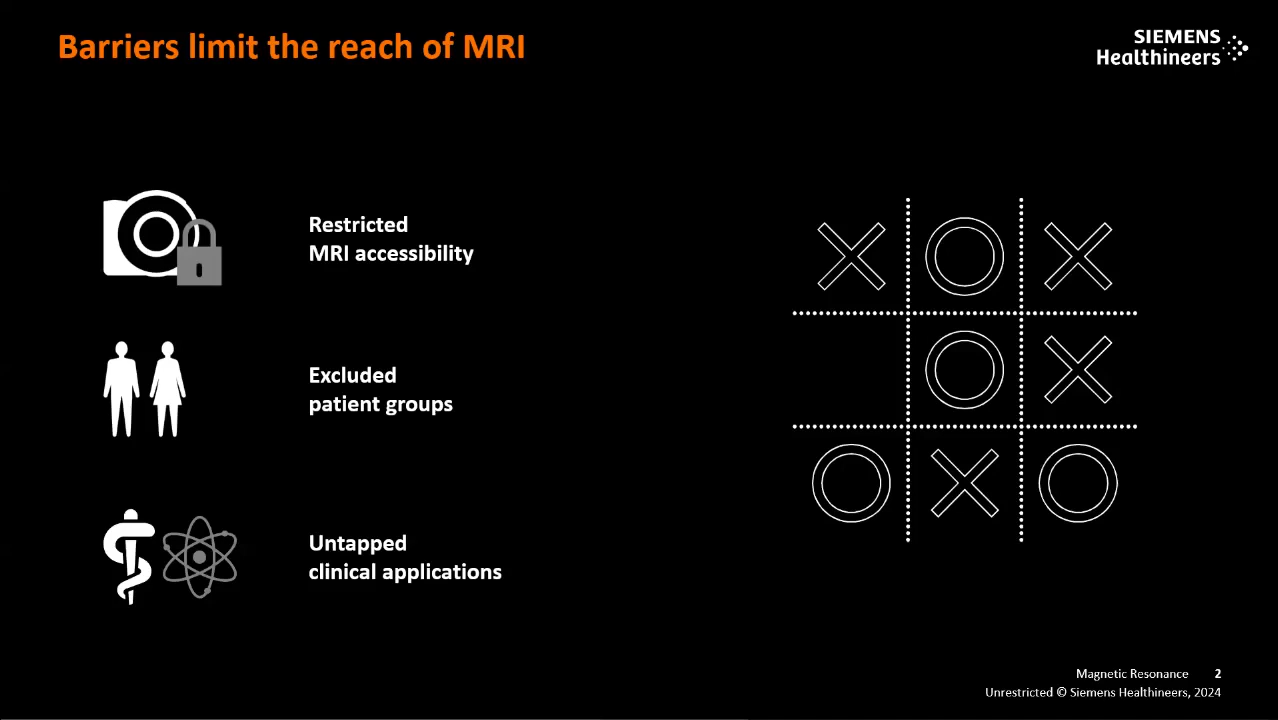 Barriers limit the reach of MRI
SIEMENS
Healthineers
Restricted
MRI accessibility
Excluded
patient groups
Untapped
clinical applications
Magnetic Resonance 2
Unrestricted © Siemens Healthineers, 2024